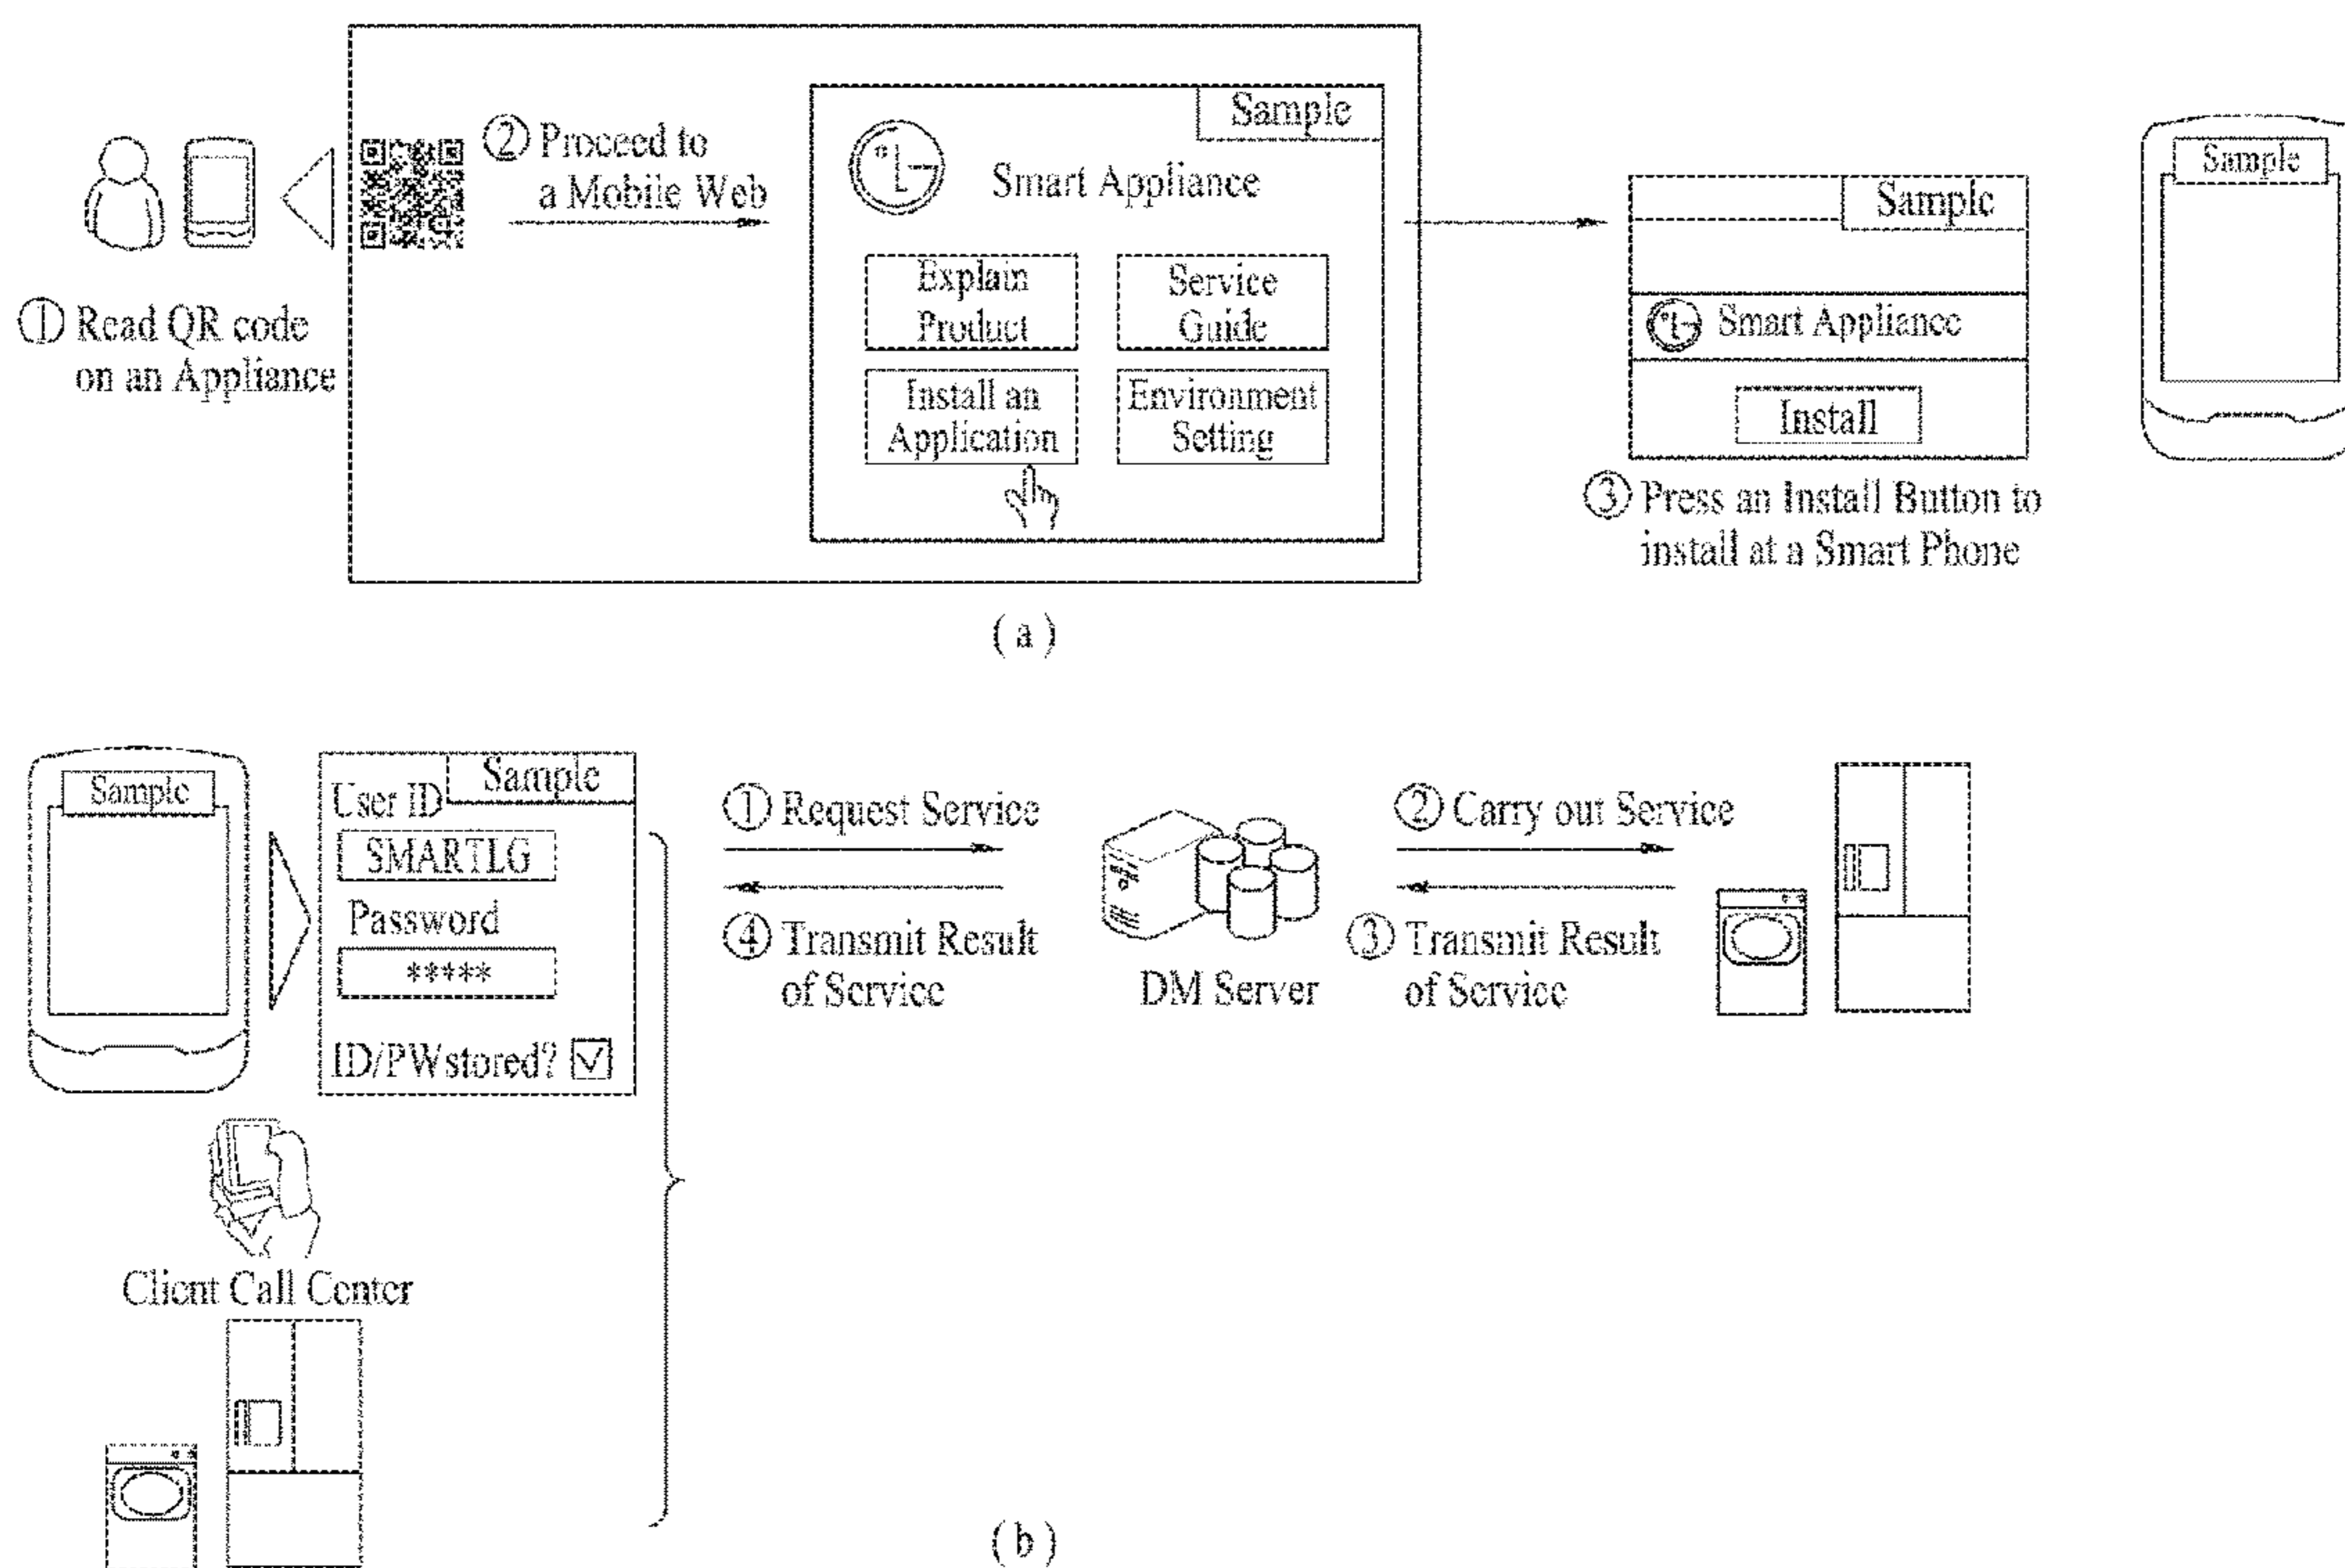 ① Read QR code
on an Appliance
② Proceed to
a Mobile Web
Sample
Smart Appliance
Explain
Product
Service
Guide
Install an
Application
Environment
Setting
Sample
Smart Appliance
Install
③ Press an Install Button to
install at a Smart Phone
Sample
( a )
Sample
Sample
User ID
SMARTLG
Password
*****
ID/PWstored?
Client Call Center
① Request Service
④ Transmit Result
of Service
DM Server
② Carry out Service
③ Transmit Result
of Service
( b )